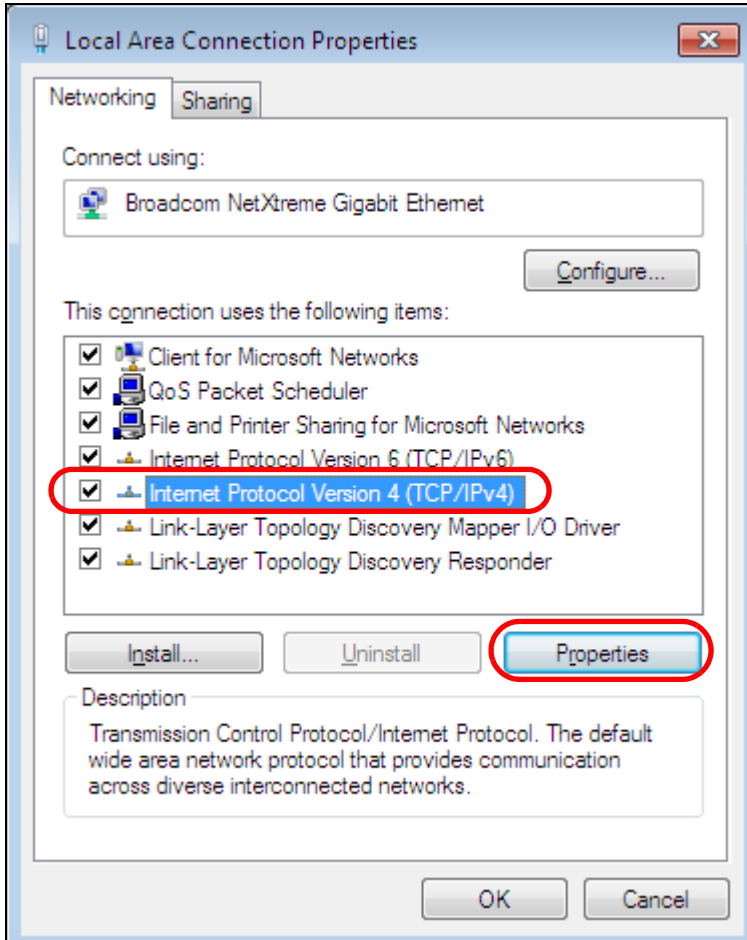 Local Area Connection Properties
Networking
Sharing
Connect using:
Broadcom NetXtreme Gigabit Ethernet
Configure...
This connection uses the following items:
Client for Microsoft Networks
QoS Packet Scheduler
File and Printer Sharing for Microsoft Networks
Internet Protocol Version 6 (TCP/IPv6)
Internet Protocol Version 4 (TCP/IPv4)
Link-Layer Topology Discovery Mapper I/O Driver
Link-Layer Topology Discovery Responder
Install... Uninstall Properties
Description
Transmission Control Protocol/Internet Protocol. The default
wide area network protocol that provides communication
across diverse interconnected networks.
OK Cancel